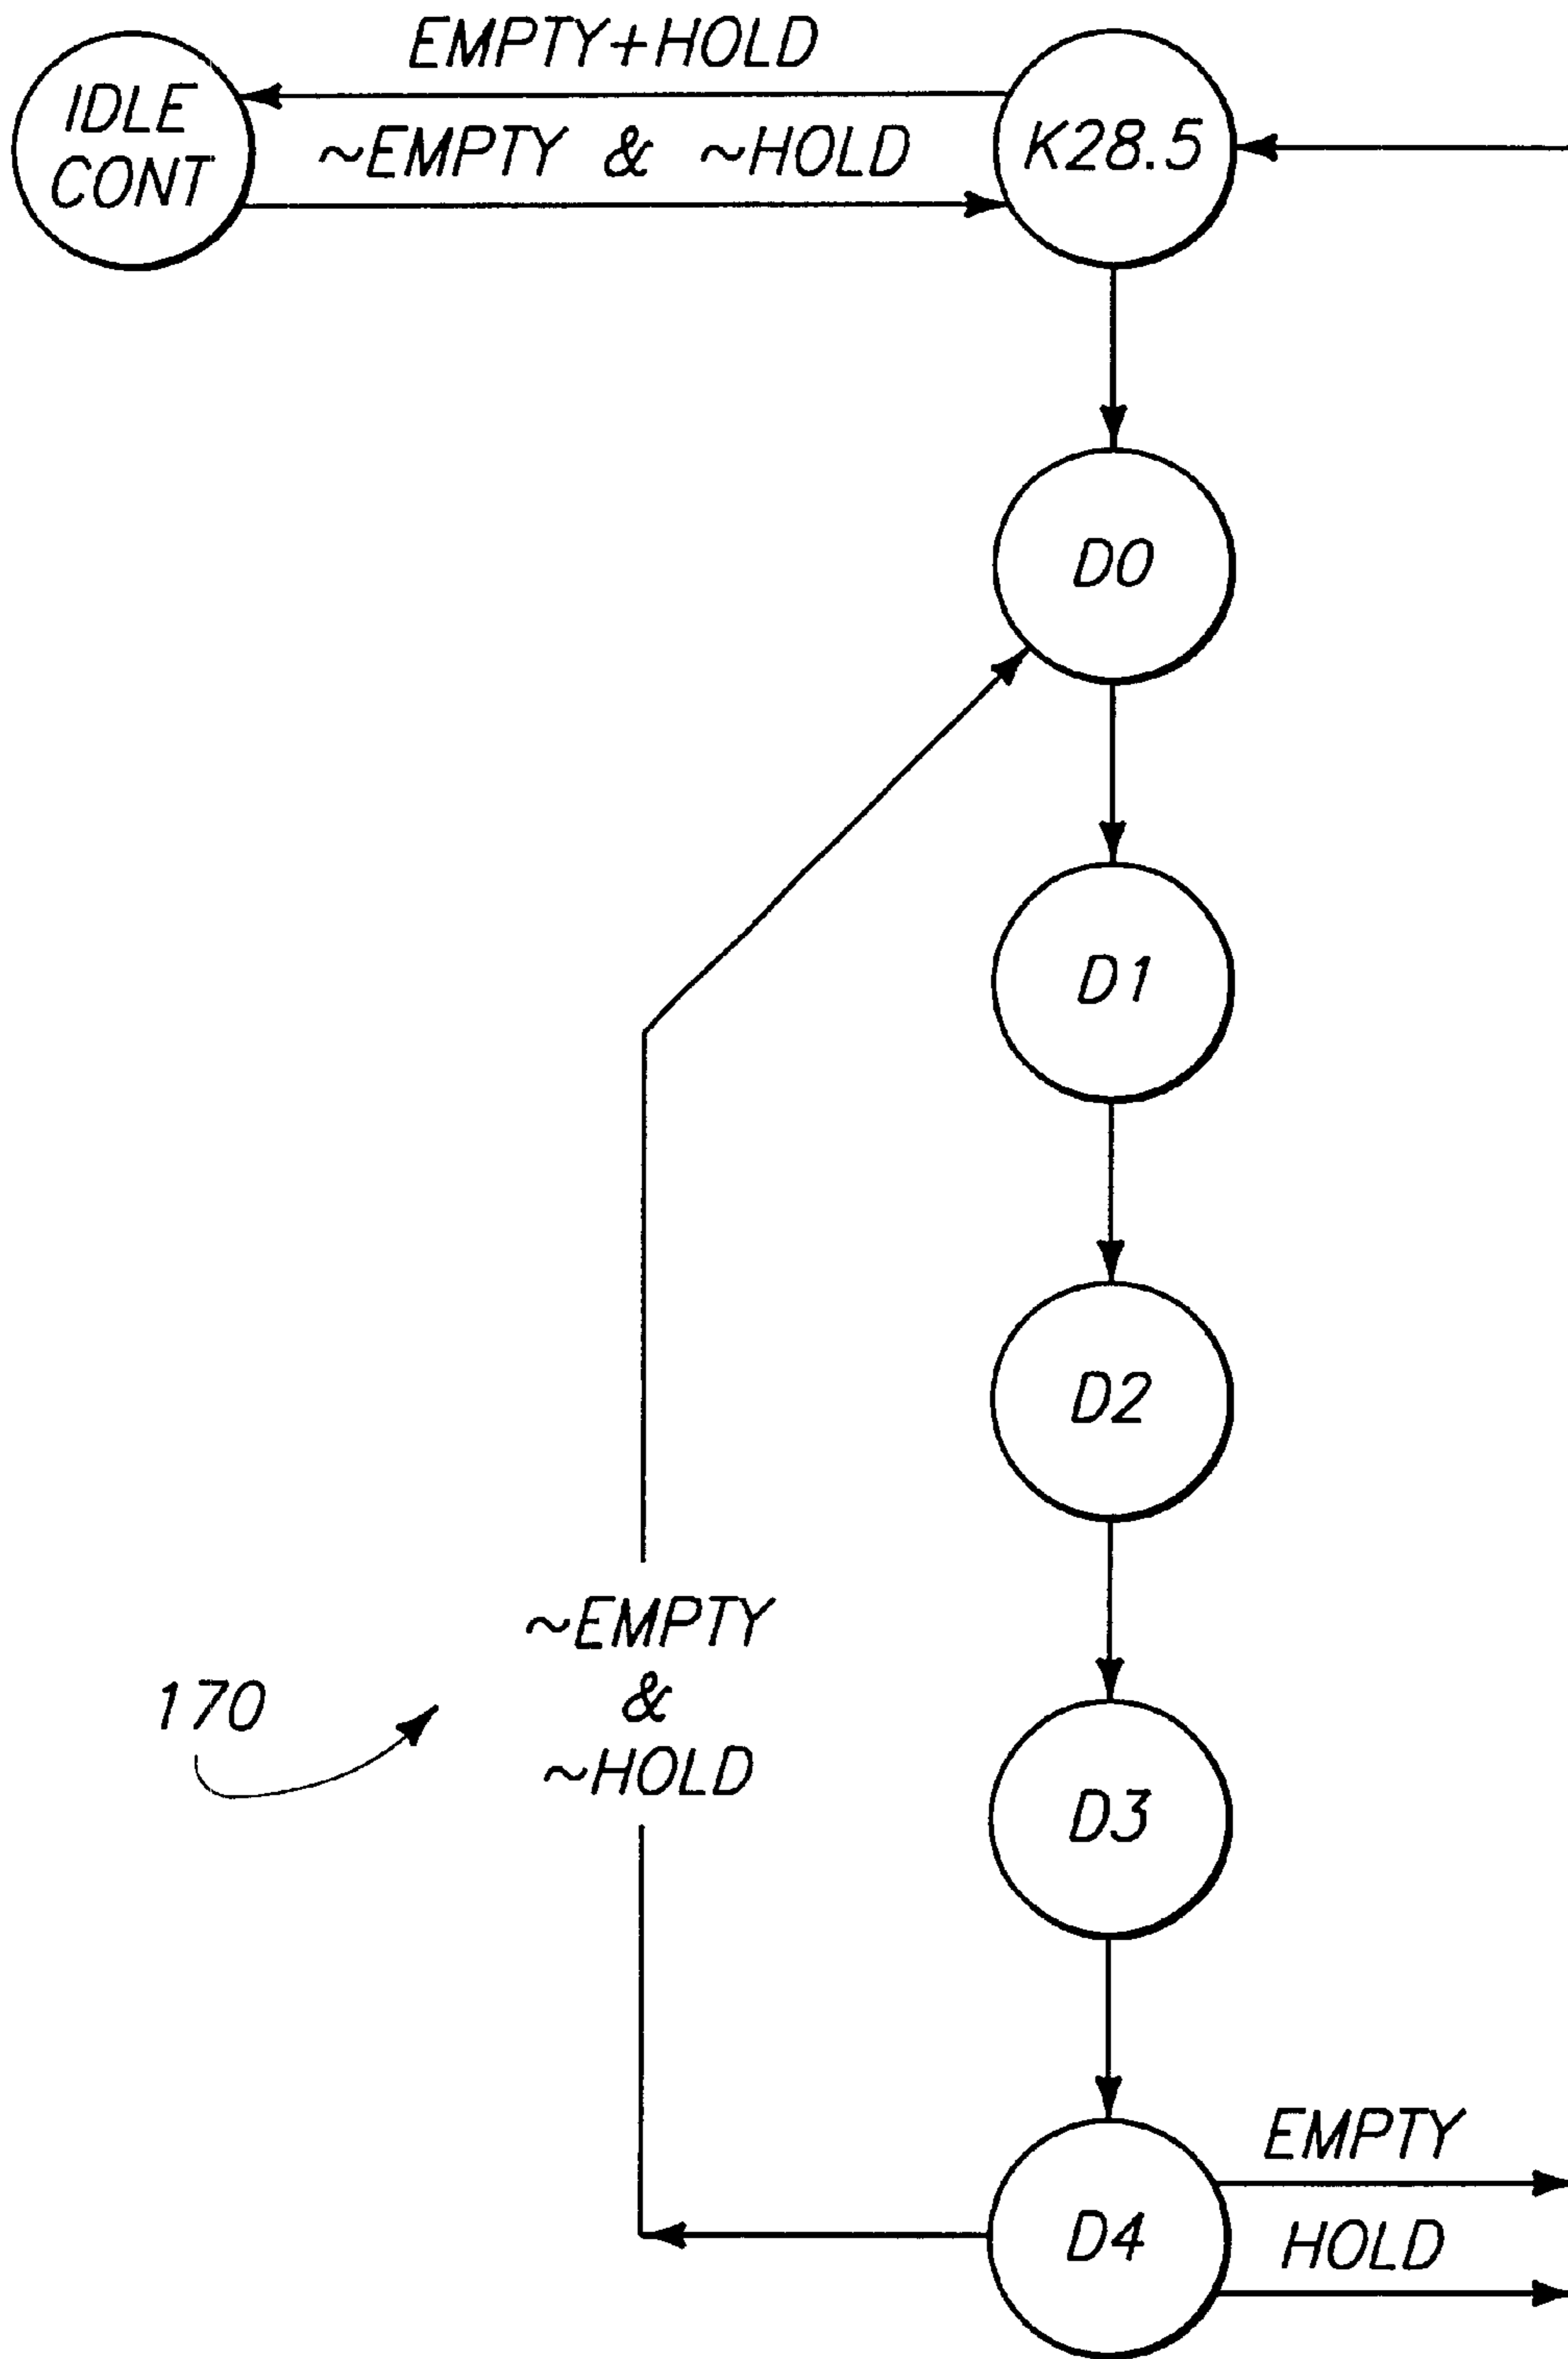 EMPTY+HOLD
IDLE
CONT
~EMPTY & ~HOLD
K28.5
D0
D1
D2
~EMPTY
&
~HOLD
170
D3
EMPTY
HOLD
D4